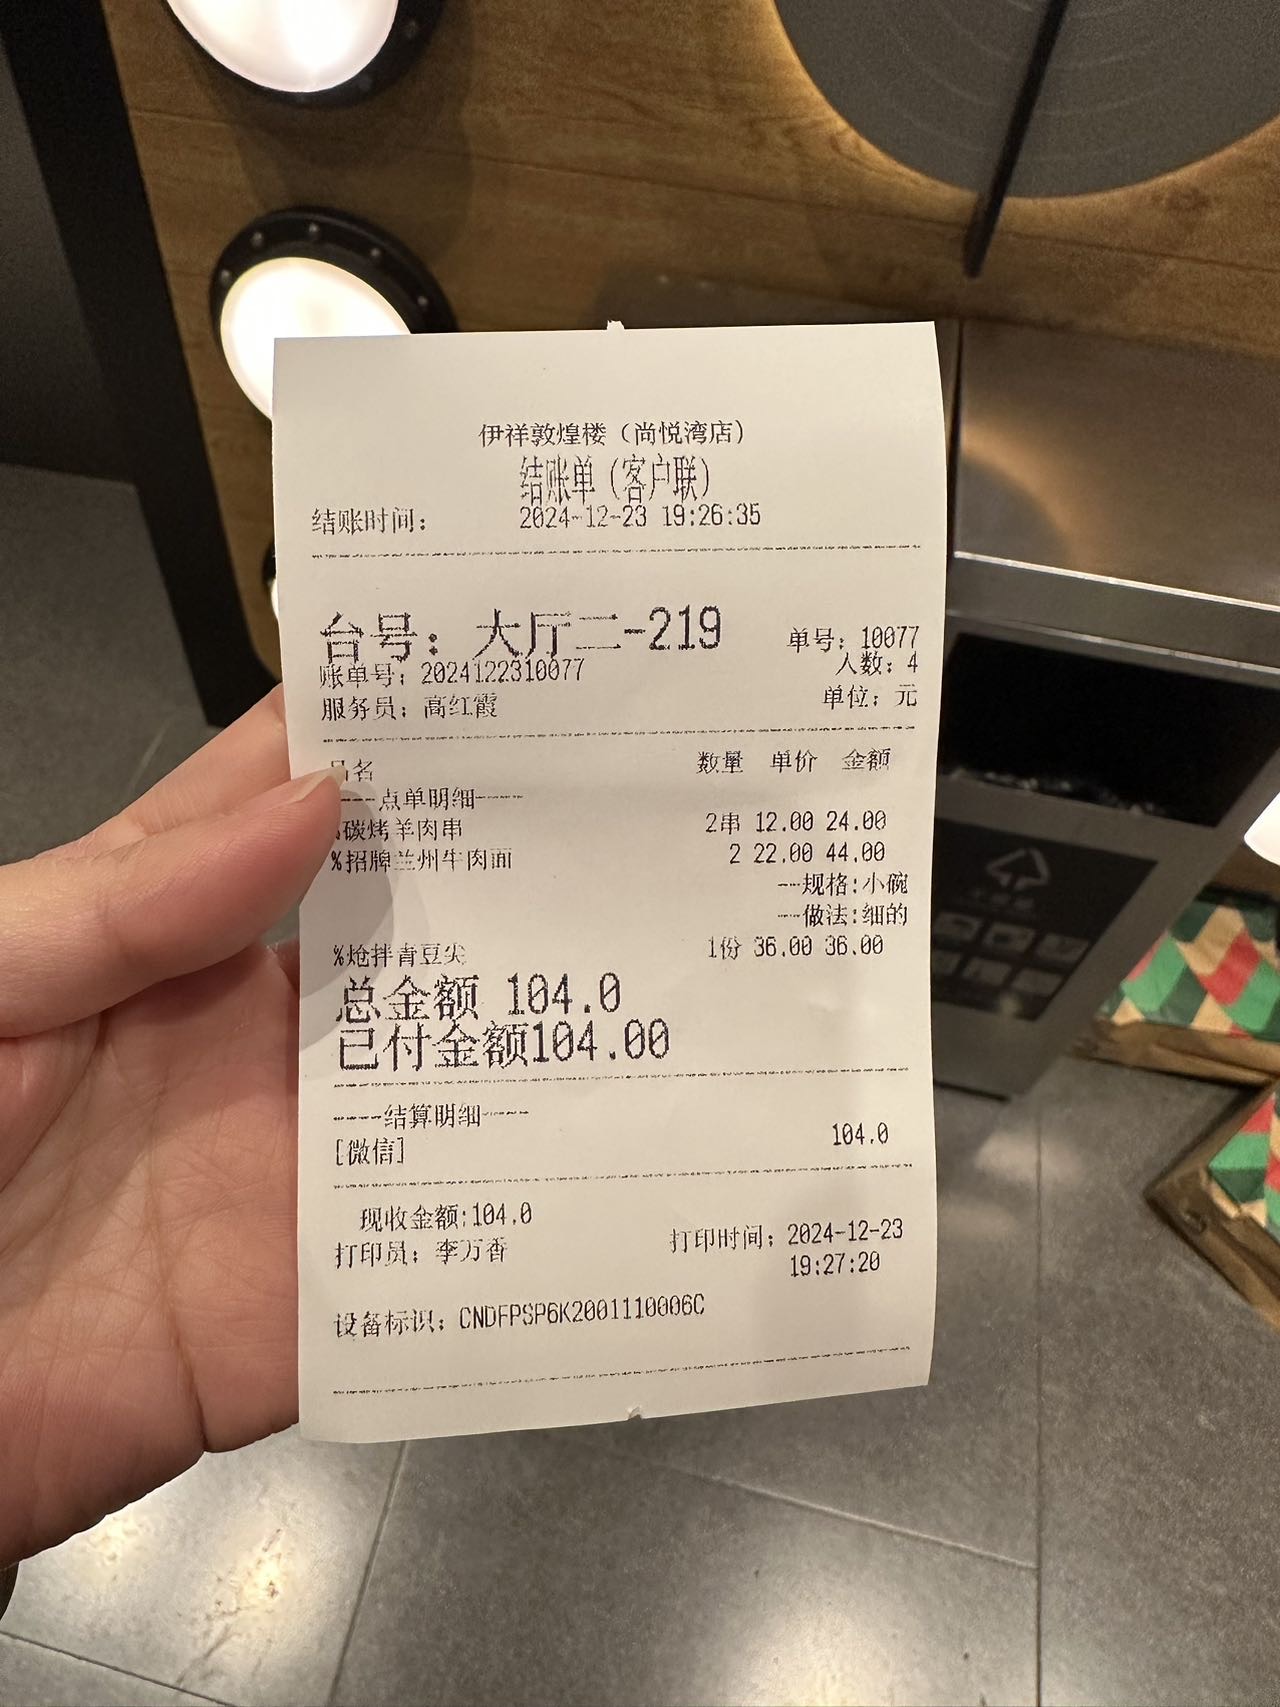 伊祥敦煌楼（尚悦湾店）
结账单（客户联）
结账时间： 2024-12-23 19:26:35
台号：大厅二-219 单号：10077
账单号：2024122310077 人数：4
服务员：高红霞 单位：元
品名 数量 单价 金额
----点单明细-----
%碳烤羊肉串 2串 12.00 24.00
%招牌兰州牛肉面 2 22.00 44.00
--规格:小碗
--做法:细的
%炝拌青豆尖 1份 36.00 36.00
总金额 104.0
已付金额104.00
-----结算明细-----
[微信] 104.0
现收金额:104.0
打印员：李万香 打印时间：2024-12-23
19:27:20
设备标识：CNDFPSP6K2001110006C